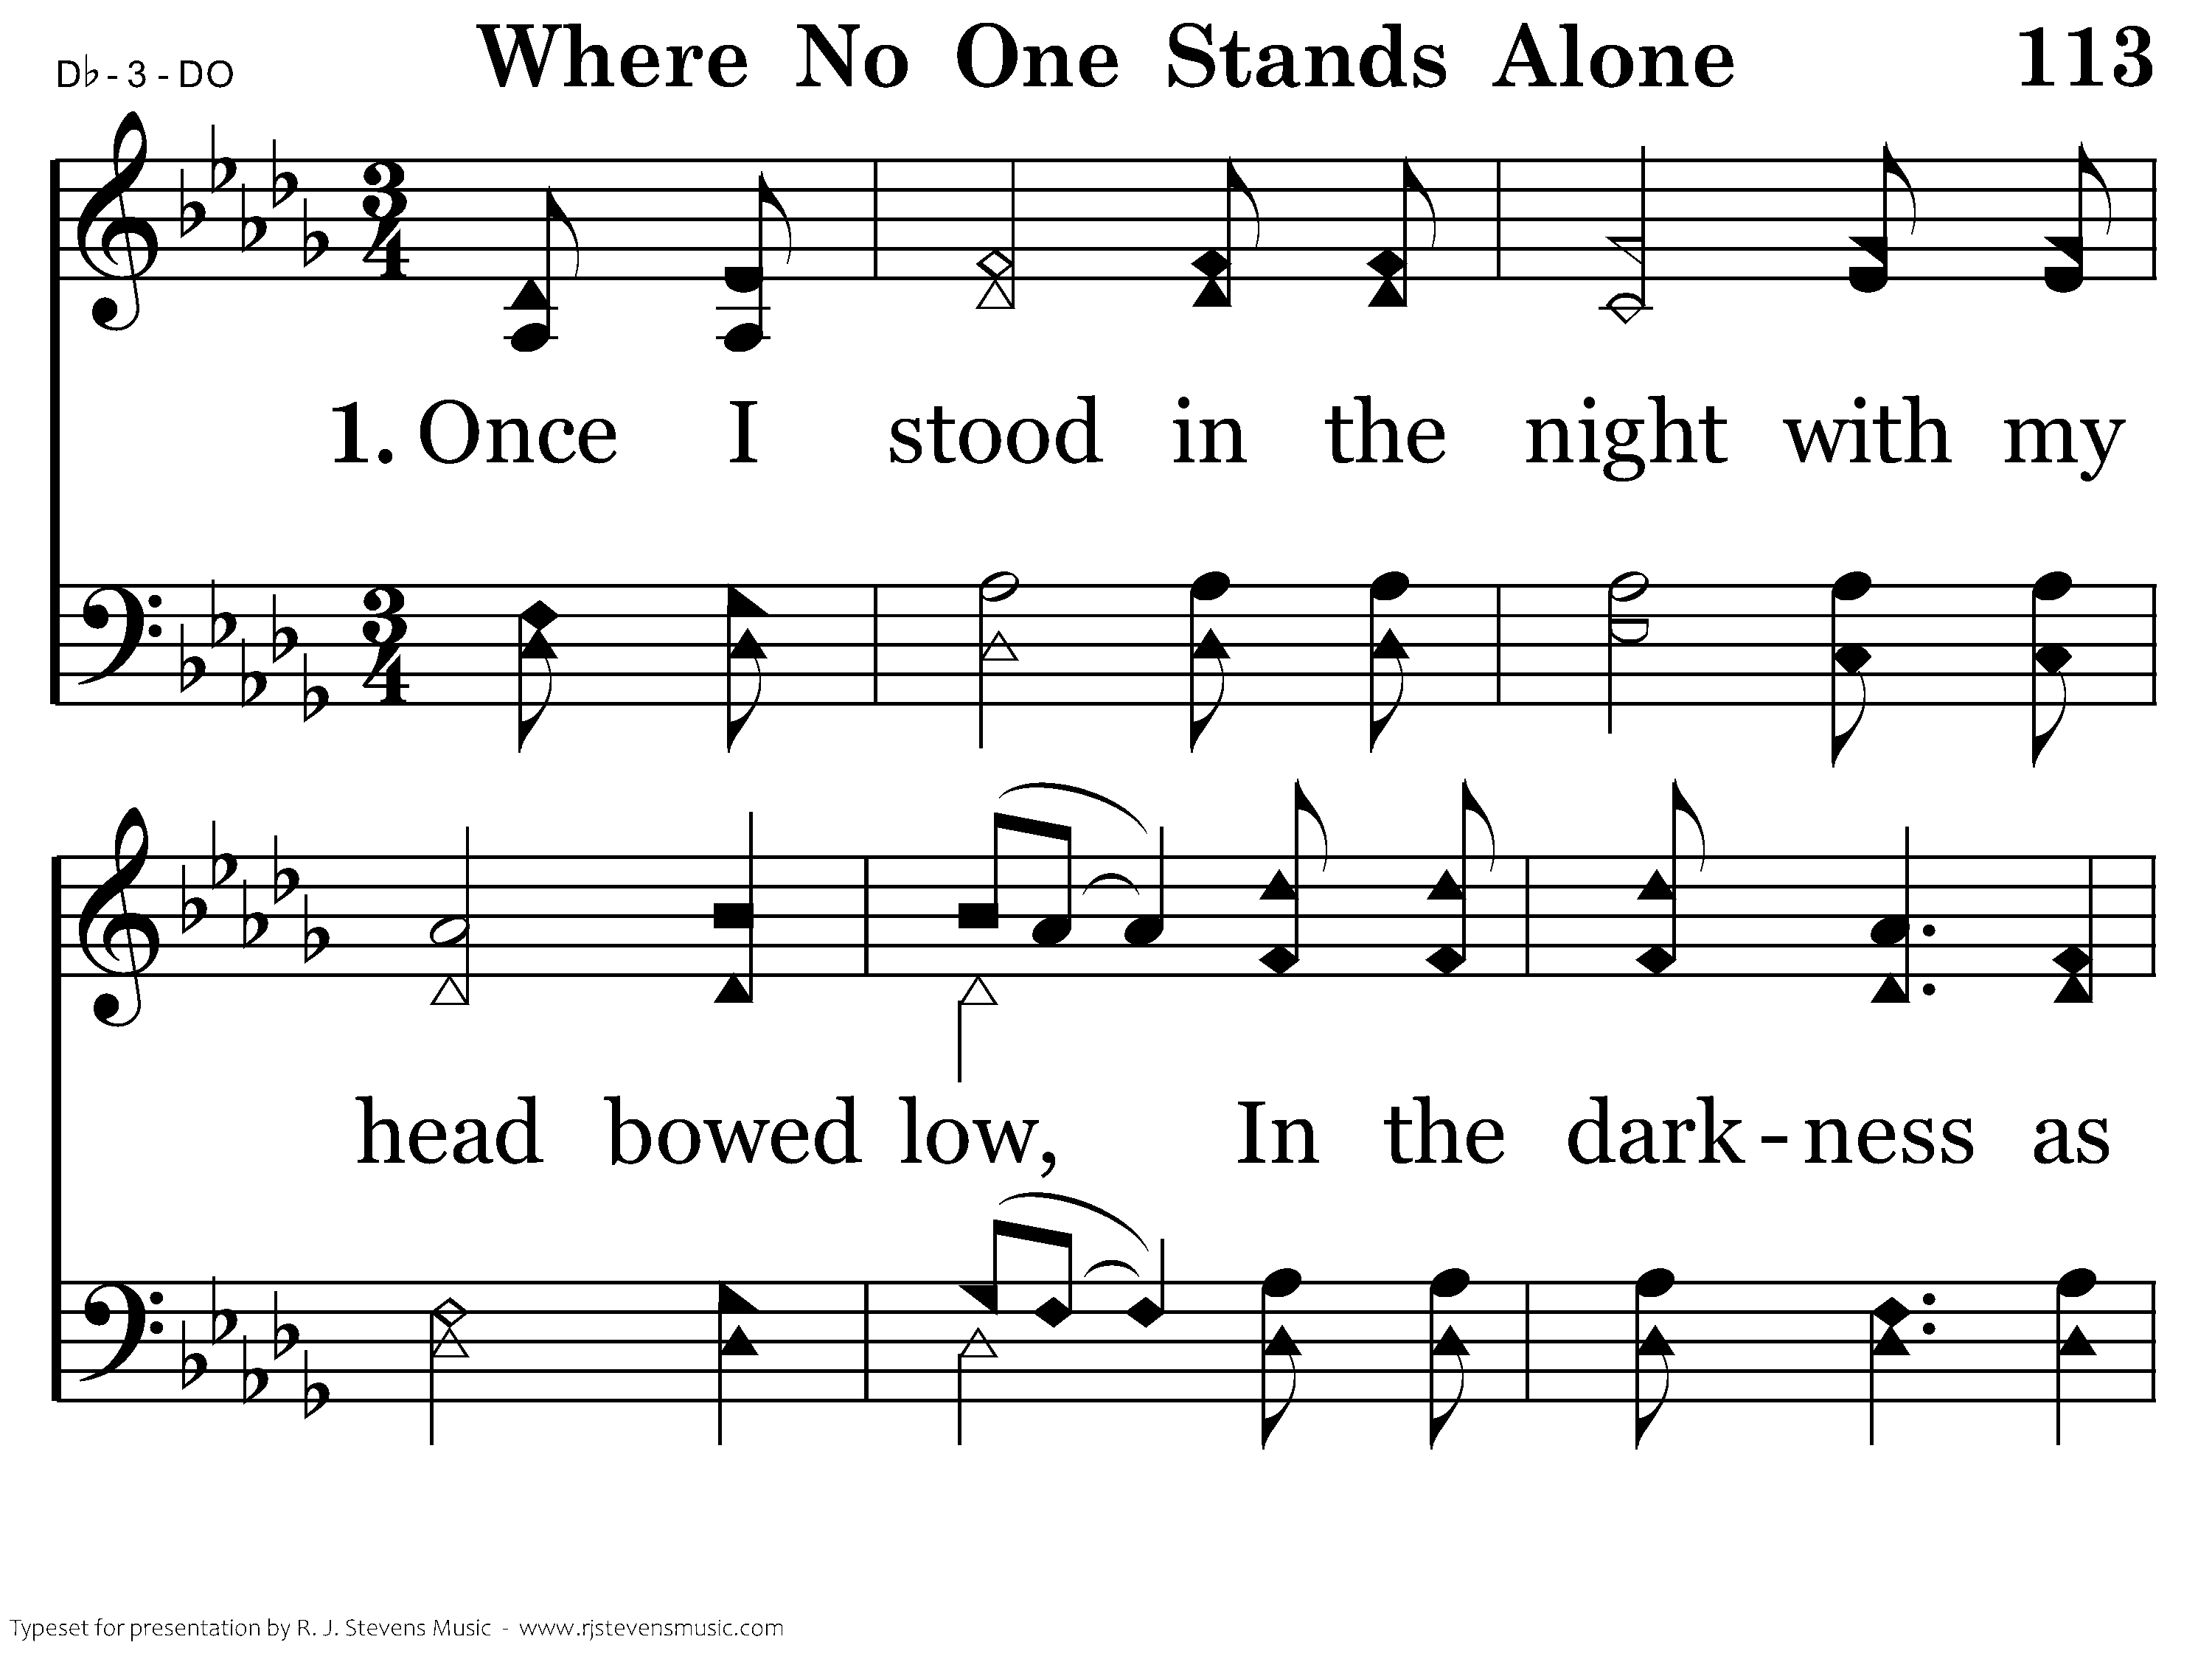 D♭ - 3 - DO Where No One Stands Alone 113
1. Once I stood in the night with my
head bowed low, In the dark - ness as
Typeset for presentation by R. J. Stevens Music - www.rjstevensmusic.com